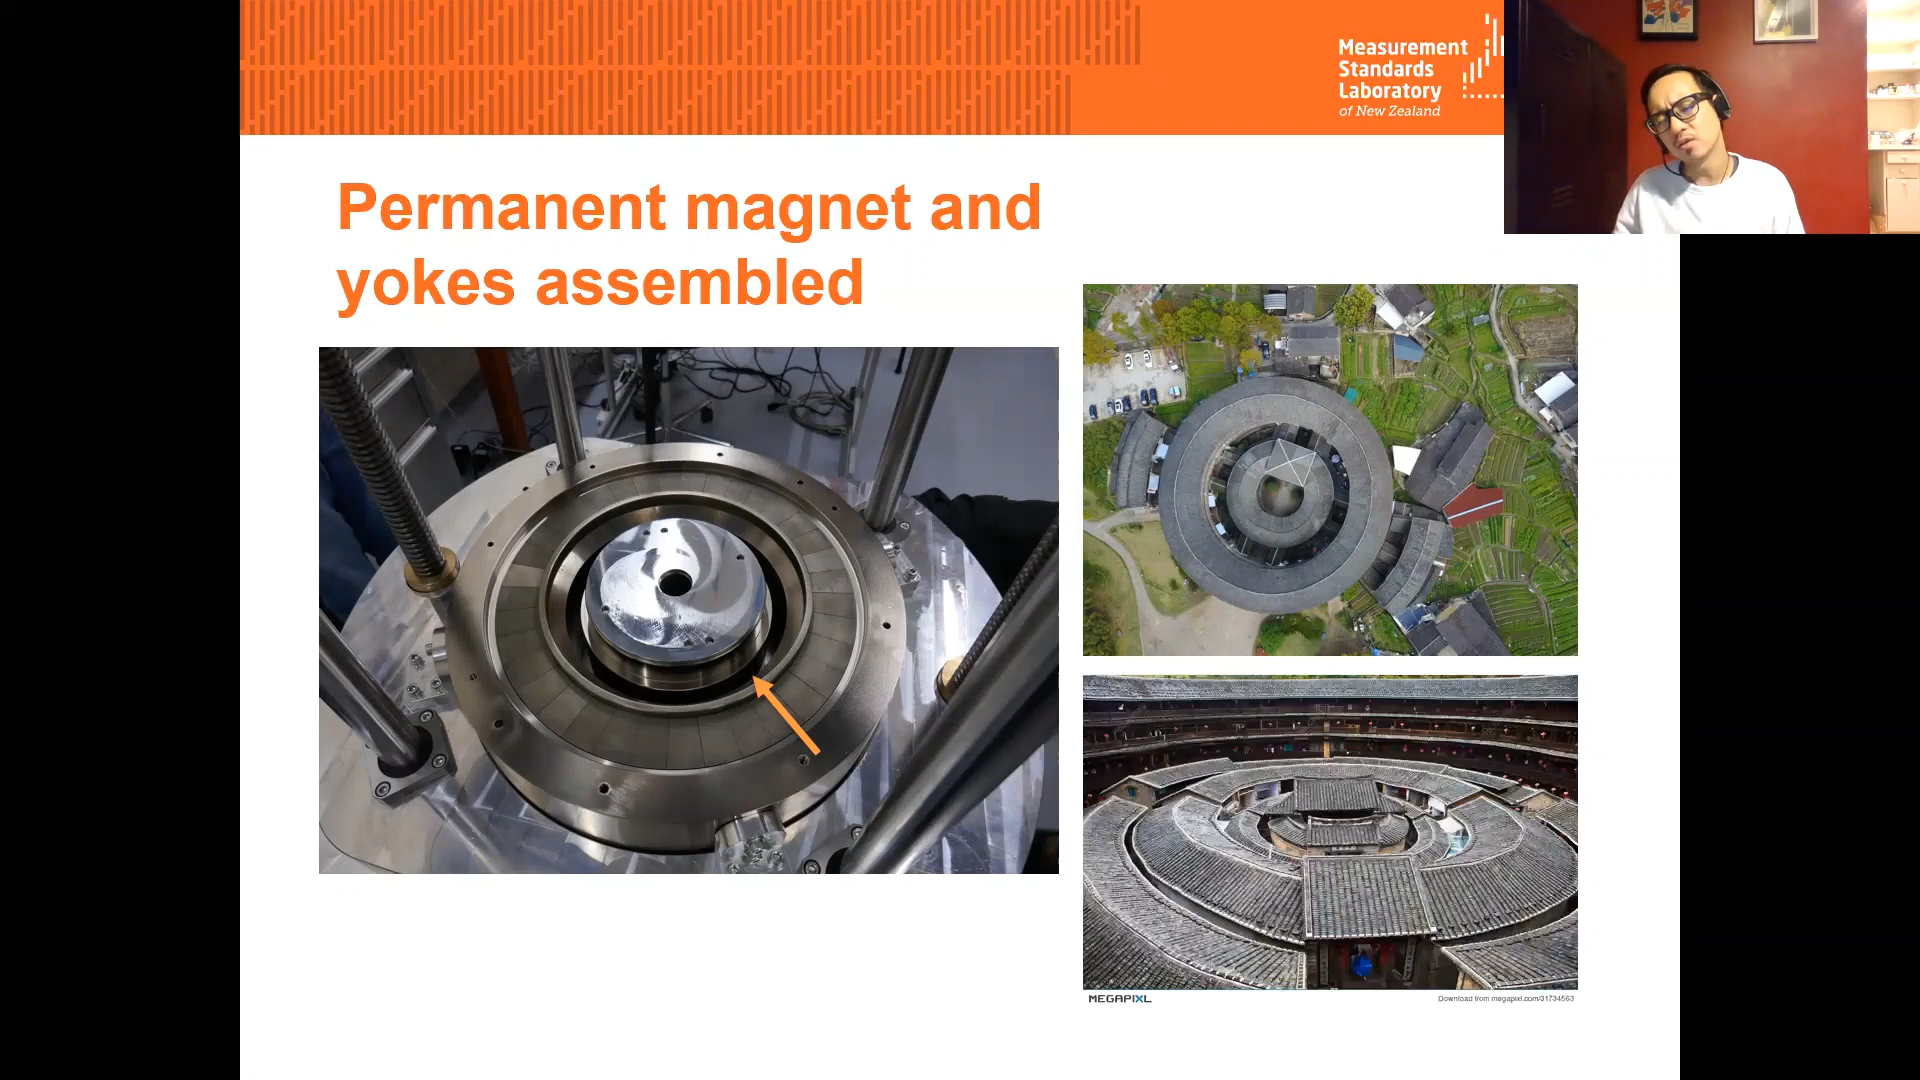 Measurement
Standards
Laboratory
of New Zealand
Permanent magnet and
yokes assembled
MEGAPIXL
Download from megapixl.com/31734563